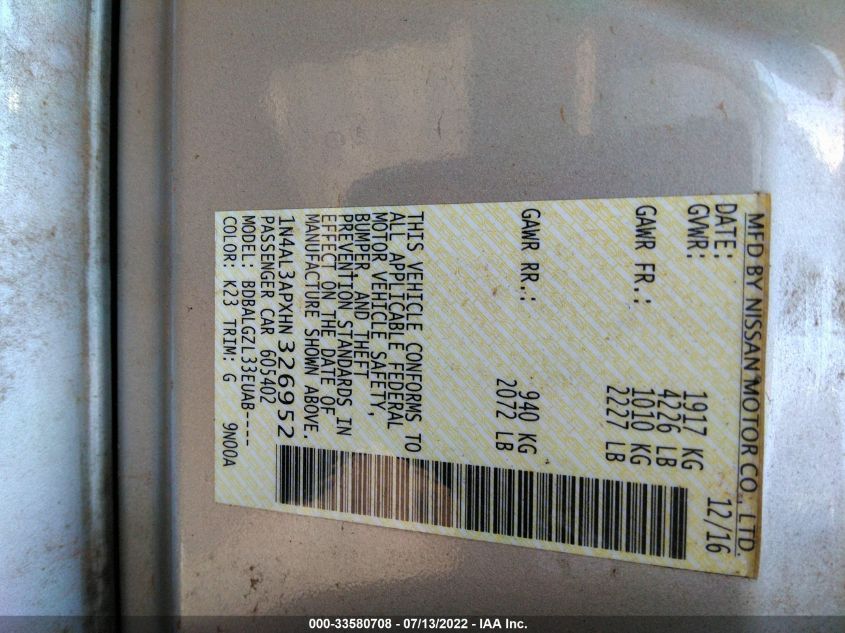 MFD BY NISSAN MOTOR CO., LTD.
DATE: 12/16
GVWR: 1917 KG
4226 LB
GAWR FR.: 1010 KG
2227 LB
GAWR RR.: 940 KG
2072 LB
THIS VEHICLE CONFORMS TO
ALL APPLICABLE FEDERAL
MOTOR VEHICLE SAFETY,
BUMPER, AND THEFT
PREVENTION STANDARDS IN
EFFECT ON THE DATE OF
MANUFACTURE SHOWN ABOVE.
1N4AL3APXHN326952
PASSENGER CAR 605402
MODEL: BDBALGZL33EUAB----
COLOR: K23 TRIM: G 9N00A
000-33580708 - 07/13/2022 - IAA Inc.